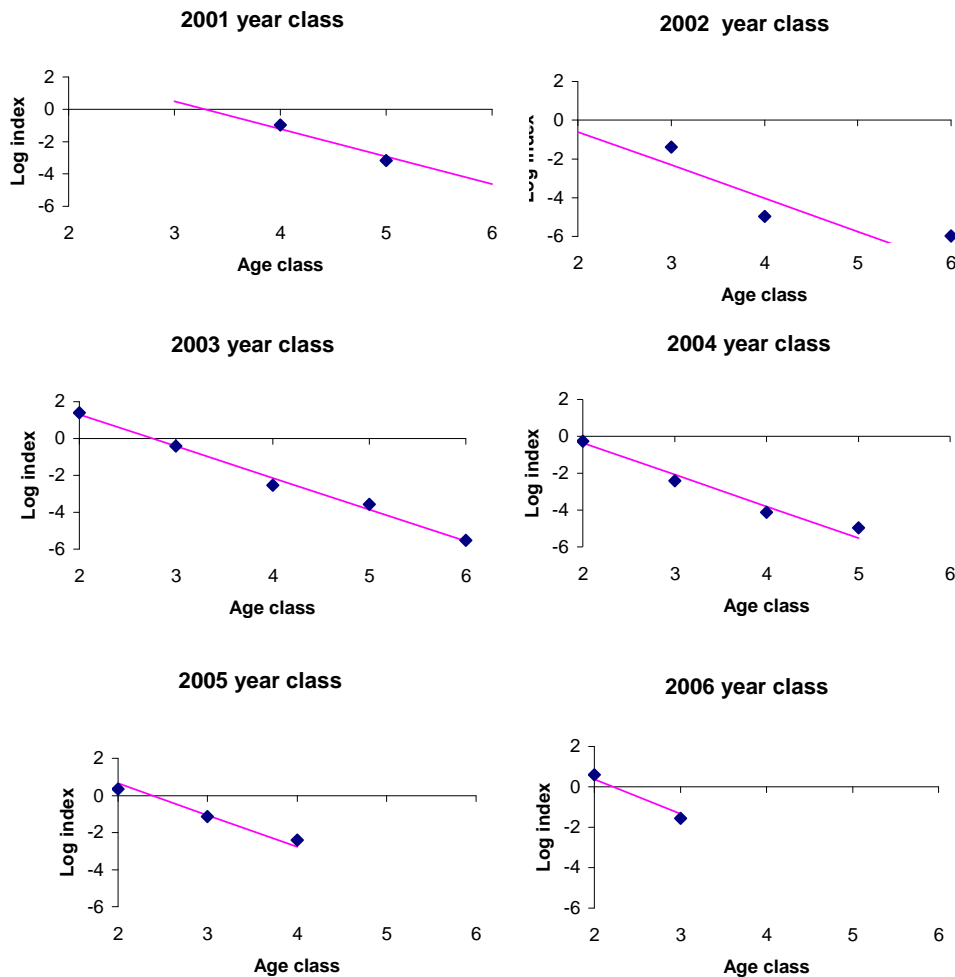 2001 year class
2
0
-2
-4
-6
2 3 4 5 6
Log index
Age class
2002 year class
2
0
-2
-4
-6
2 3 4 5 6
Log index
Age class
2003 year class
2
0
-2
-4
-6
2 3 4 5 6
Log index
Age class
2004 year class
2
0
-2
-4
-6
2 3 4 5 6
Log index
Age class
2005 year class
2
0
-2
-4
-6
2 3 4 5 6
Log index
Age class
2006 year class
2
0
-2
-4
-6
2 3 4 5 6
Log index
Age class